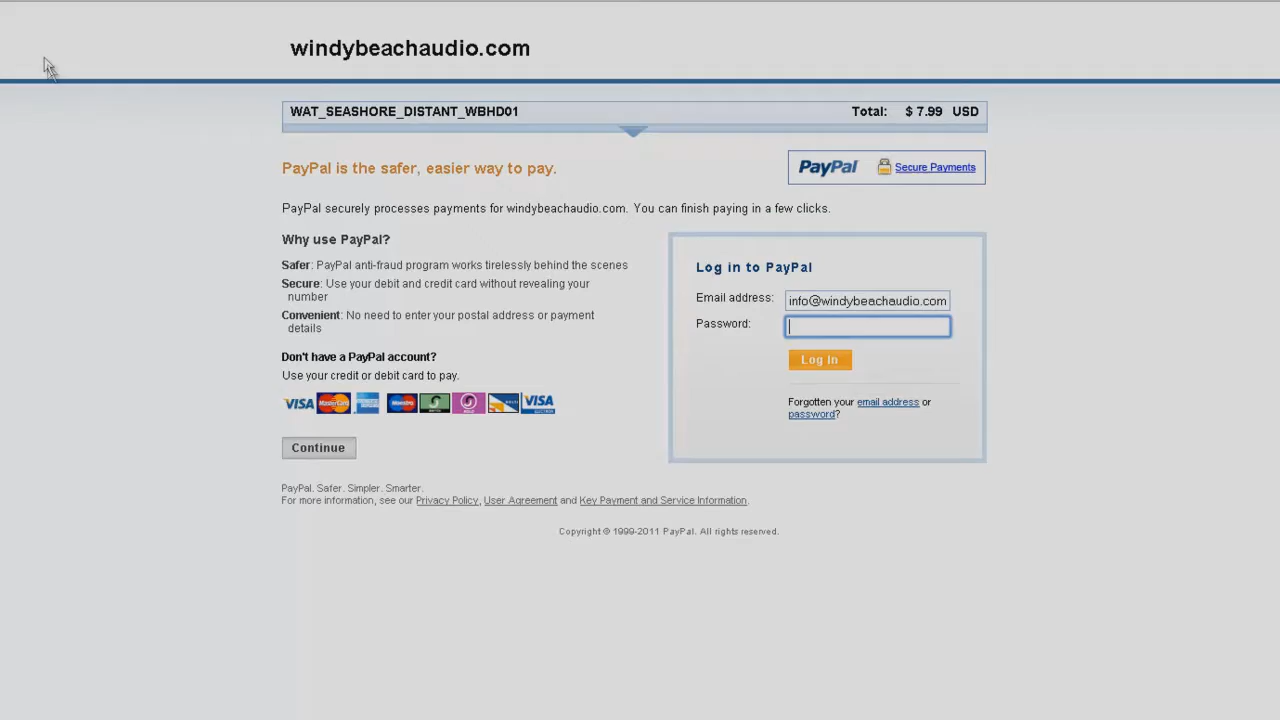 windybeachaudio.com
WAT_SEASHORE_DISTANT_WBHD01 Total: $ 7.99 USD
PayPal is the safer, easier way to pay.
PayPal Secure Payments
PayPal securely processes payments for windybeachaudio.com. You can finish paying in a few clicks.
Why use PayPal?
Safer: PayPal anti-fraud program works tirelessly behind the scenes
Secure: Use your debit and credit card without revealing your
number
Convenient: No need to enter your postal address or payment
details
Don't have a PayPal account?
Use your credit or debit card to pay.
VISA MasterCard Maestro VISA
ELECTRON
Continue
Log in to PayPal
Email address: info@windybeachaudio.com
Password:
Log In
Forgotten your email address or
password?
PayPal. Safer. Simpler. Smarter.
For more information, see our Privacy Policy, User Agreement and Key Payment and Service Information.
Copyright © 1999-2011 PayPal. All rights reserved.